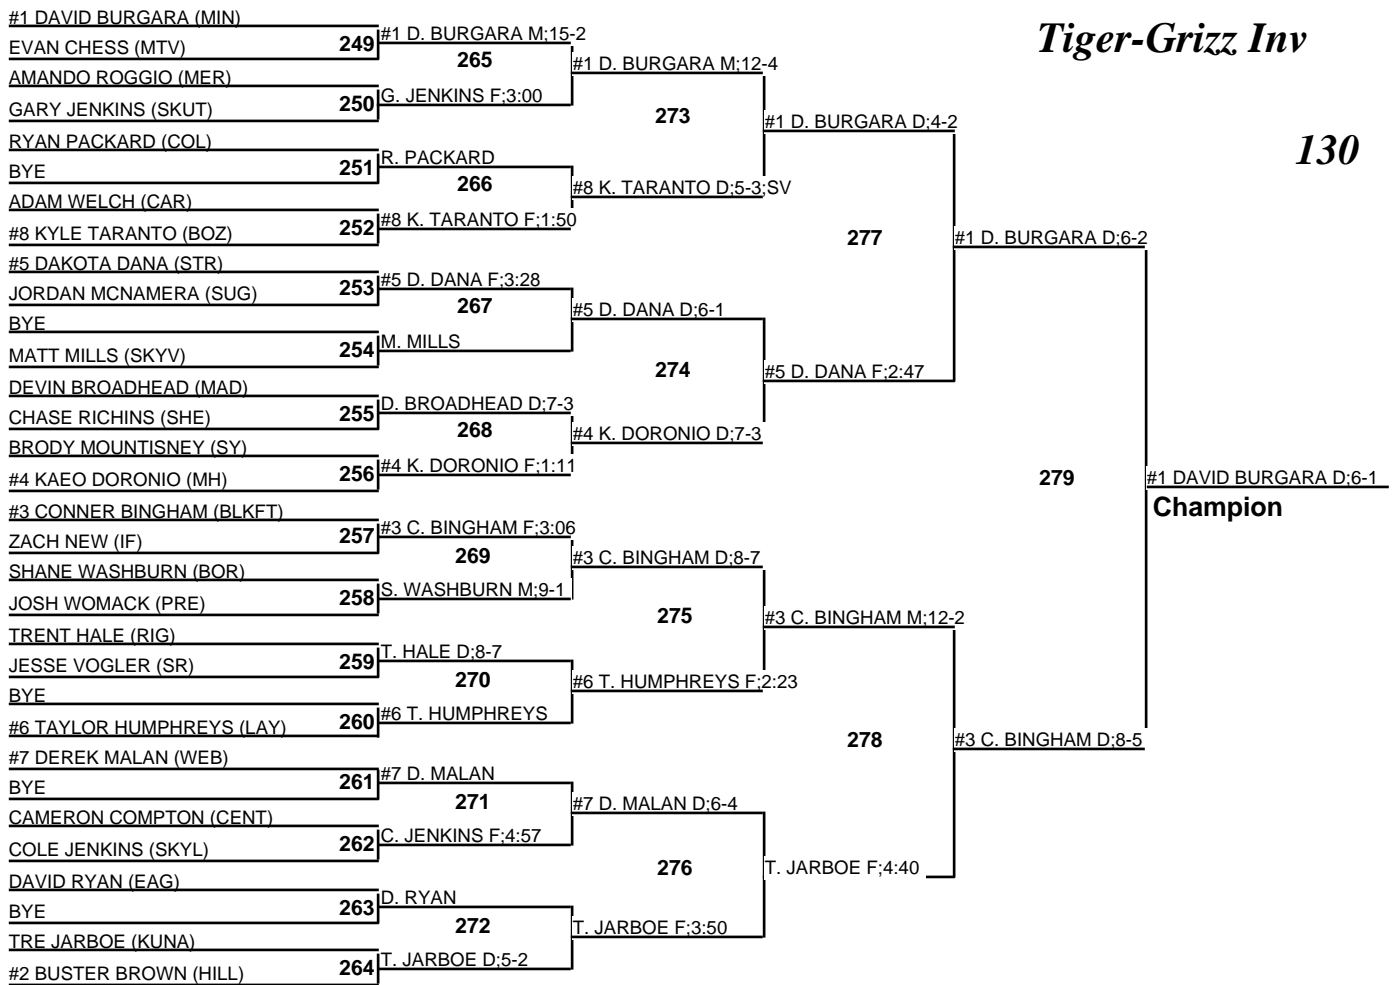 #1 DAVID BURGARA (MIN)
EVAN CHESS (MTV)
AMANDO ROGGIO (MER)
GARY JENKINS (SKUT)
RYAN PACKARD (COL)
BYE
ADAM WELCH (CAR)
#8 KYLE TARANTO (BOZ)
#5 DAKOTA DANA (STR)
JORDAN MCNAMERA (SUG)
BYE
MATT MILLS (SKYV)
DEVIN BROADHEAD (MAD)
CHASE RICHINS (SHE)
BRODY MOUNTISNEY (SY)
#4 KAEO DORONIO (MH)
#3 CONNER BINGHAM (BLKFT)
ZACH NEW (IF)
SHANE WASHBURN (BOR)
JOSH WOMACK (PRE)
TRENT HALE (RIG)
JESSE VOGLER (SR)
BYE
#6 TAYLOR HUMPHREYS (LAY)
#7 DEREK MALAN (WEB)
BYE
CAMERON COMPTON (CENT)
COLE JENKINS (SKYL)
DAVID RYAN (EAG)
BYE
TRE JARBOE (KUNA)
#2 BUSTER BROWN (HILL)
249
250
251
252
253
254
255
256
257
258
259
260
261
262
263
264
#1 D. BURGARA M;15-2
265
G. JENKINS F;3:00
R. PACKARD
266
#8 K. TARANTO F;1:50
#5 D. DANA F;3:28
267
M. MILLS
D. BROADHEAD D;7-3
268
#4 K. DORONIO F;1:11
#3 C. BINGHAM F;3:06
269
S. WASHBURN M;9-1
T. HALE D;8-7
270
#6 T. HUMPHREYS
#7 D. MALAN
271
C. JENKINS F;4:57
D. RYAN
272
T. JARBOE D;5-2
#1 D. BURGARA M;12-4
273
#8 K. TARANTO D;5-3;SV
#5 D. DANA D;6-1
274
#4 K. DORONIO D;7-3
#3 C. BINGHAM D;8-7
275
#6 T. HUMPHREYS F;2:23
#7 D. MALAN D;6-4
276
T. JARBOE F;3:50
#1 D. BURGARA D;4-2
277
#5 D. DANA F;2:47
#3 C. BINGHAM M;12-2
278
T. JARBOE F;4:40
#1 D. BURGARA D;6-2
279
#3 C. BINGHAM D;8-5
#1 DAVID BURGARA D;6-1
Champion
Tiger-Grizz Inv
130